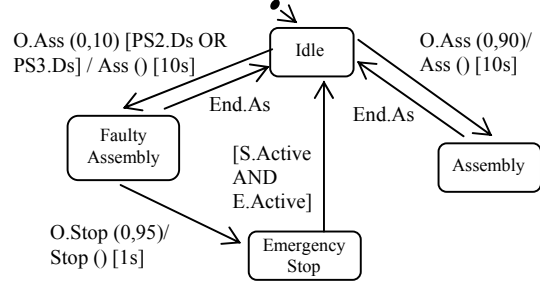 O.Ass (0,10) [PS2.Ds OR
PS3.Ds] / Ass () [10s]
Idle
O.Ass (0,90)/
Ass () [10s]
End.As
End.As
Faulty
Assembly
[S.Active
AND
E.Active]
Assembly
O.Stop (0,95)/
Stop () [1s]
Emergency
Stop